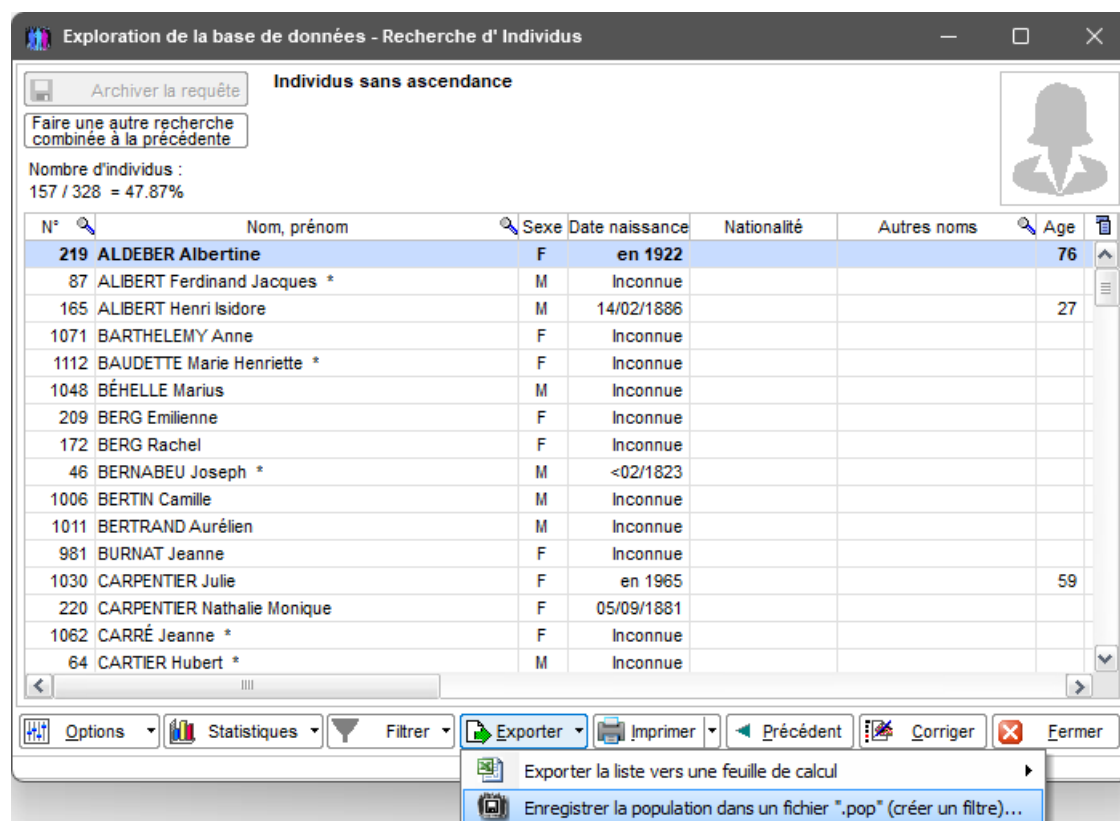 Exploration de la base de données - Recherche d' Individus
Archiver la requête
Individus sans ascendance
Faire une autre recherche
combinée à la précédente
Nombre d'individus :
157 / 328 = 47.87%
N° Nom, prénom Sexe Date naissance Nationalité Autres noms Age
219 ALDEBER Albertine F en 1922 76
87 ALIBERT Ferdinand Jacques * M Inconnue
165 ALIBERT Henri Isidore M 14/02/1886 27
1071 BARTHELEMY Anne F Inconnue
1112 BAUDETTE Marie Henriette * F Inconnue
1048 BÉHELLE Marius M Inconnue
209 BERG Emilienne F Inconnue
172 BERG Rachel F Inconnue
46 BERNABEU Joseph * M <02/1823
1006 BERTIN Camille M Inconnue
1011 BERTRAND Aurélien M Inconnue
981 BURNAT Jeanne F Inconnue
1030 CARPENTIER Julie F en 1965 59
220 CARPENTIER Nathalie Monique F 05/09/1881
1062 CARRÉ Jeanne * F Inconnue
64 CARTIER Hubert * M Inconnue
Options Statistiques Filtrer Exporter Imprimer Précédent Corriger Fermer
Exporter la liste vers une feuille de calcul
Enregistrer la population dans un fichier ".pop" (créer un filtre)...